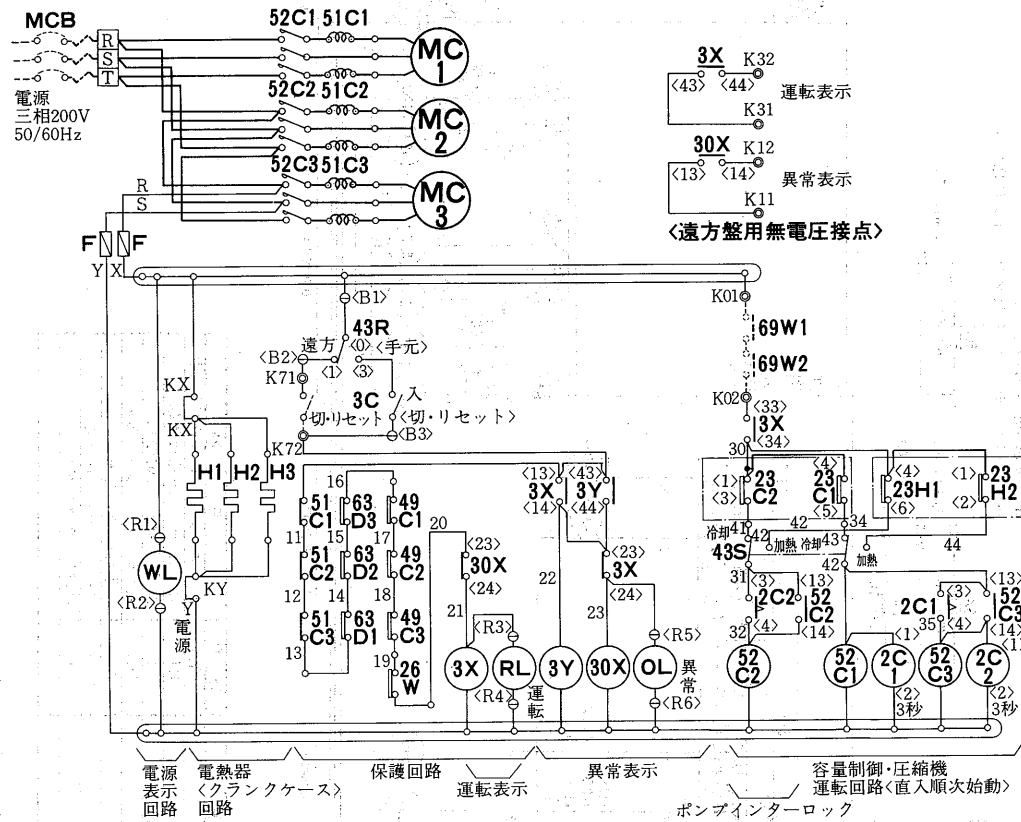 MCB
R
S
T
電源
三相200V
50/60Hz
52C1 51C1
MC
1
52C2 51C2
MC
2
52C3 51C3
MC
3
R
S
F F
Y X
3X K32
〈43〉 〈44〉
運転表示
K31
30X K12
〈13〉 〈14〉
異常表示
K11
〈遠方盤用無電圧接点〉
〈B1〉
43R
遠方 〈0〉 〈手元〉
〈B2〉 〈1〉 〈3〉
K71
3C 入
切・リセット 〈切・リセット〉
K72 〈B3〉
K01
69W1
69W2
K02
〈33〉
3X
〈34〉
30
KX
KX
H1 H2 H3
KY
Y
電源
〈R1〉
WL
〈R2〉
51
C1
11
51
C2
12
51
C3
13
16
63
D3
15
63
D2
14
63
D1
49
C1
17
49
C2
18
49
C3
19
26
W
20
〈23〉
30X
〈24〉
21
〈R3〉
3X RL
〈R4〉
運転
〈13〉 〈43〉
3X 3Y
〈14〉 〈44〉
22
〈23〉
3X
〈24〉
23
〈R5〉
3Y 30X OL
〈R6〉
異常
〈1〉 23
〈3〉 C2
〈4〉
23
C1
〈5〉
〈4〉
23H1
〈6〉
〈1〉 23
〈2〉 H2
41 42 34
冷却 42 加熱 冷却 43 加熱 44
43S
31 42
〈3〉 〈13〉
2C2 52
C2
〈4〉 〈14〉
32
52
C2
52
C1
〈1〉
2C
1
〈2〉
3秒
〈3〉 〈13〉
2C1 52
C3
35 〈4〉 〈14〉
52
C3
2C
2
〈1〉
〈2〉
3秒
電源
表示
回路
電熱器
〈クランクケース〉
回路
保護回路
運転表示
異常表示
容量制御・圧縮機
運転回路〈直入順次始動〉
ポンプインターロック